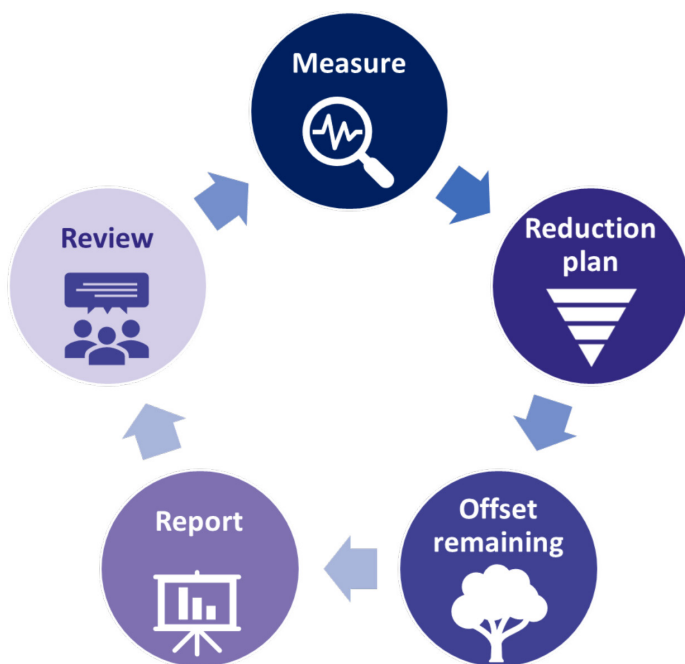 Measure
Reduction
plan
Offset
remaining
Report
Review